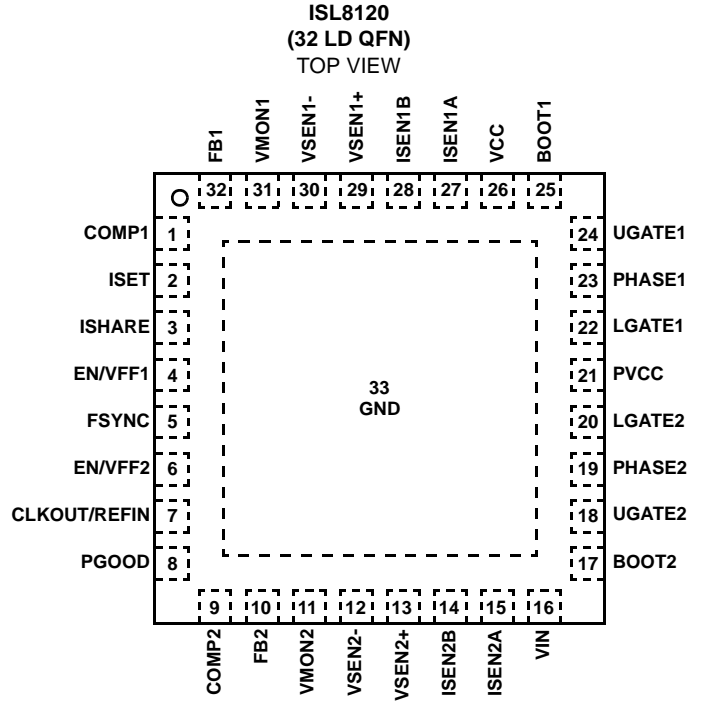 ISL8120
(32 LD QFN)
TOP VIEW
FB1
VMON1
VSEN1-
VSEN1+
ISEN1B
ISEN1A
VCC
BOOT1
32 31 30 29 28 27 26 25
COMP1 1
ISET 2
ISHARE 3
EN/VFF1 4
FSYNC 5
EN/VFF2 6
CLKOUT/REFIN 7
PGOOD 8
33
GND
24 UGATE1
23 PHASE1
22 LGATE1
21 PVCC
20 LGATE2
19 PHASE2
18 UGATE2
17 BOOT2
9 10 11 12 13 14 15 16
COMP2
FB2
VMON2
VSEN2-
VSEN2+
ISEN2B
ISEN2A
VIN